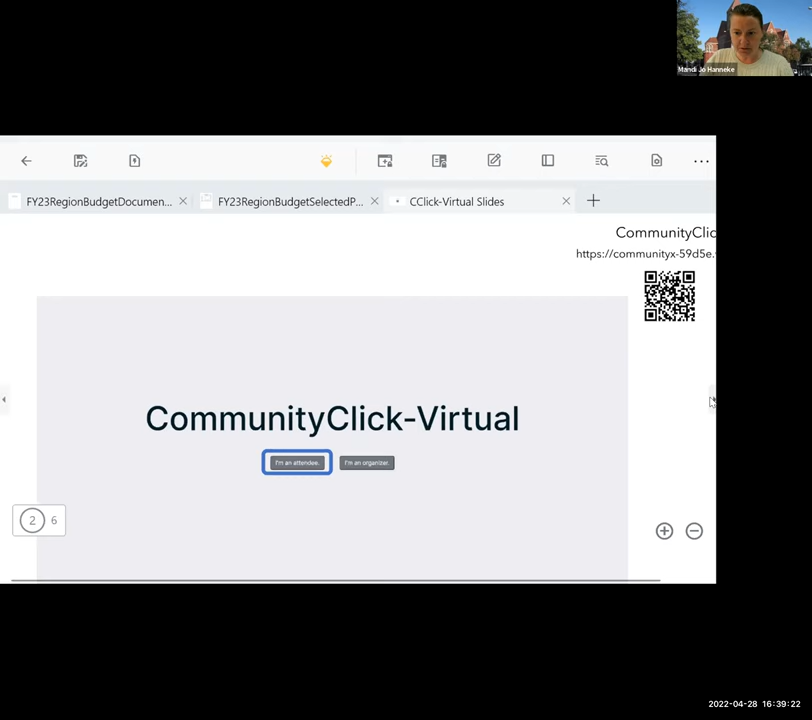 Mandi Jo Hanneke
FY23RegionBudgetDocumen...
FY23RegionBudgetSelectedP...
CClick-Virtual Slides
CommunityClic
https://communityx-59d5e.
CommunityClick-Virtual
I'm an attendee.
I'm an organizer.
2 6
2022-04-28 16:39:22